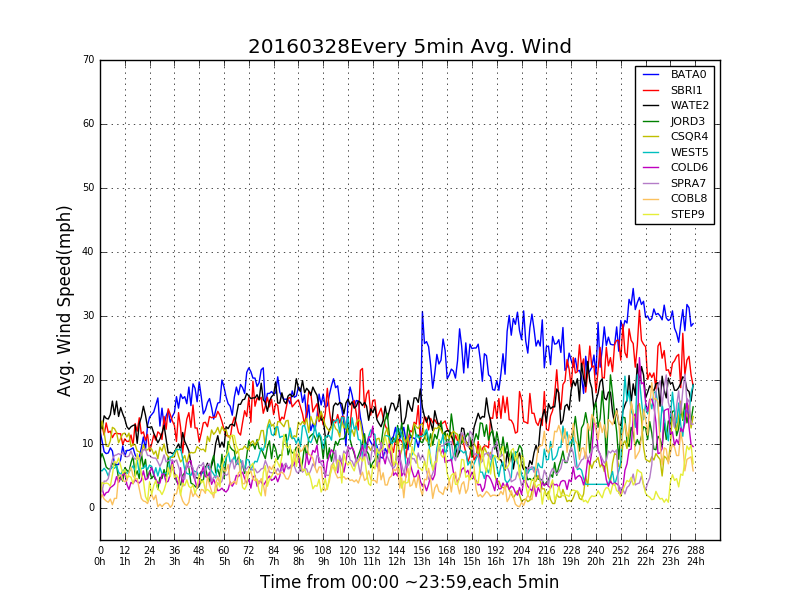 20160328Every 5min Avg. Wind
70
60
50
40
30
20
10
0
Avg. Wind Speed(mph)
BATA0
SBRI1
WATE2
JORD3
CSQR4
WEST5
COLD6
SPRA7
COBL8
STEP9
0 12 24 36 48 60 72 84 96 108 120 132 144 156 168 180 192 204 216 228 240 252 264 276 288
0h 1h 2h 3h 4h 5h 6h 7h 8h 9h 10h 11h 12h 13h 14h 15h 16h 17h 18h 19h 20h 21h 22h 23h 24h
Time from 00:00 ~23:59,each 5min